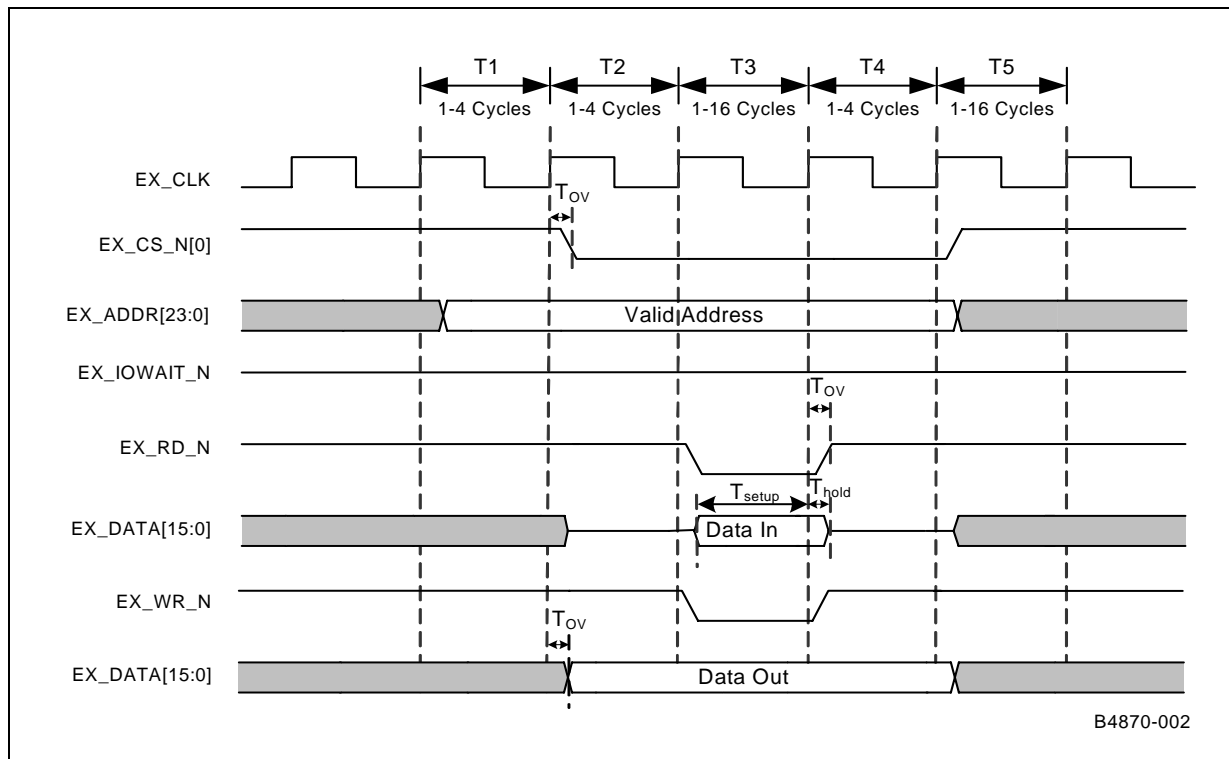 T1 T2 T3 T4 T5
1-4 Cycles 1-4 Cycles 1-16 Cycles 1-4 Cycles 1-16 Cycles
EX_CLK
TOV
EX_CS_N[0]
EX_ADDR[23:0] Valid Address
EX_IOWAIT_N
TOV
EX_RD_N
Tsetup Thold
EX_DATA[15:0] Data In
EX_WR_N
TOV
EX_DATA[15:0] Data Out
B4870-002